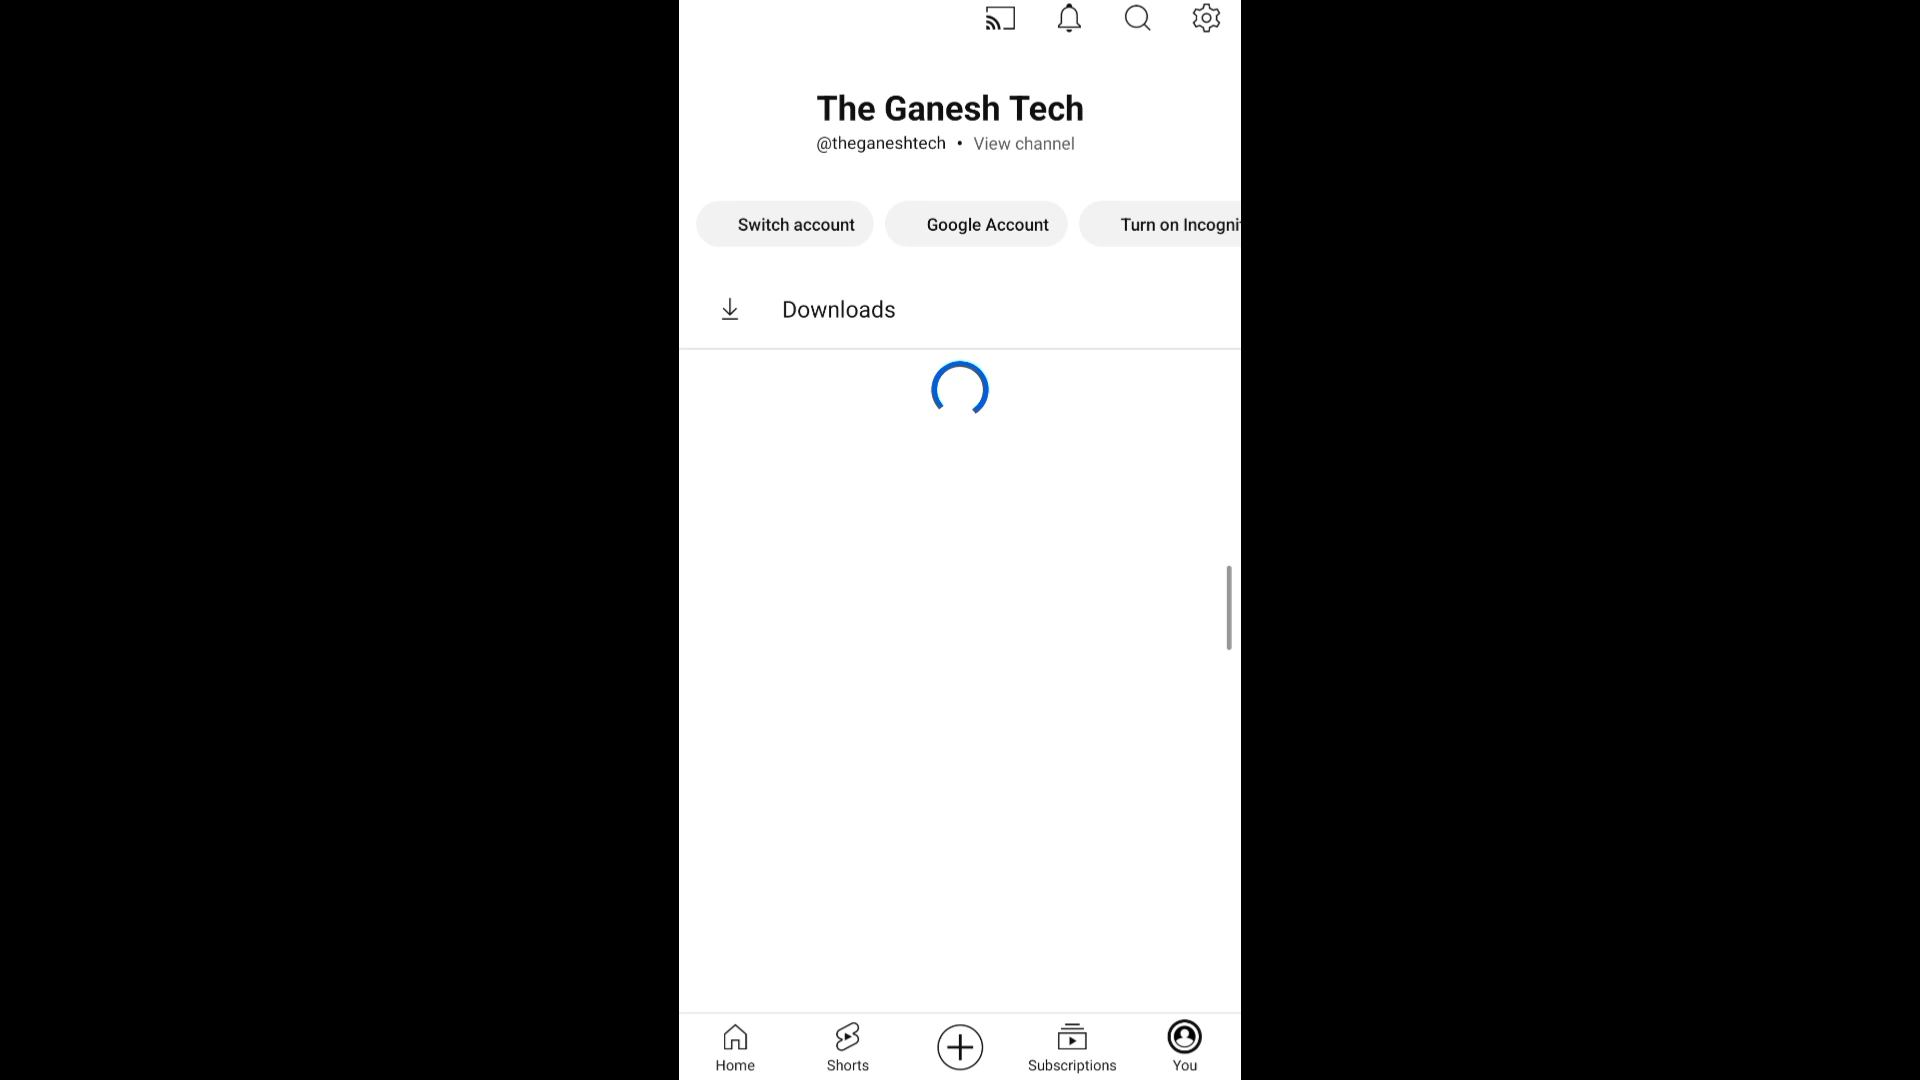 The Ganesh Tech
@theganeshtech • View channel
Switch account Google Account Turn on Incogni
Downloads
Home Shorts Subscriptions You